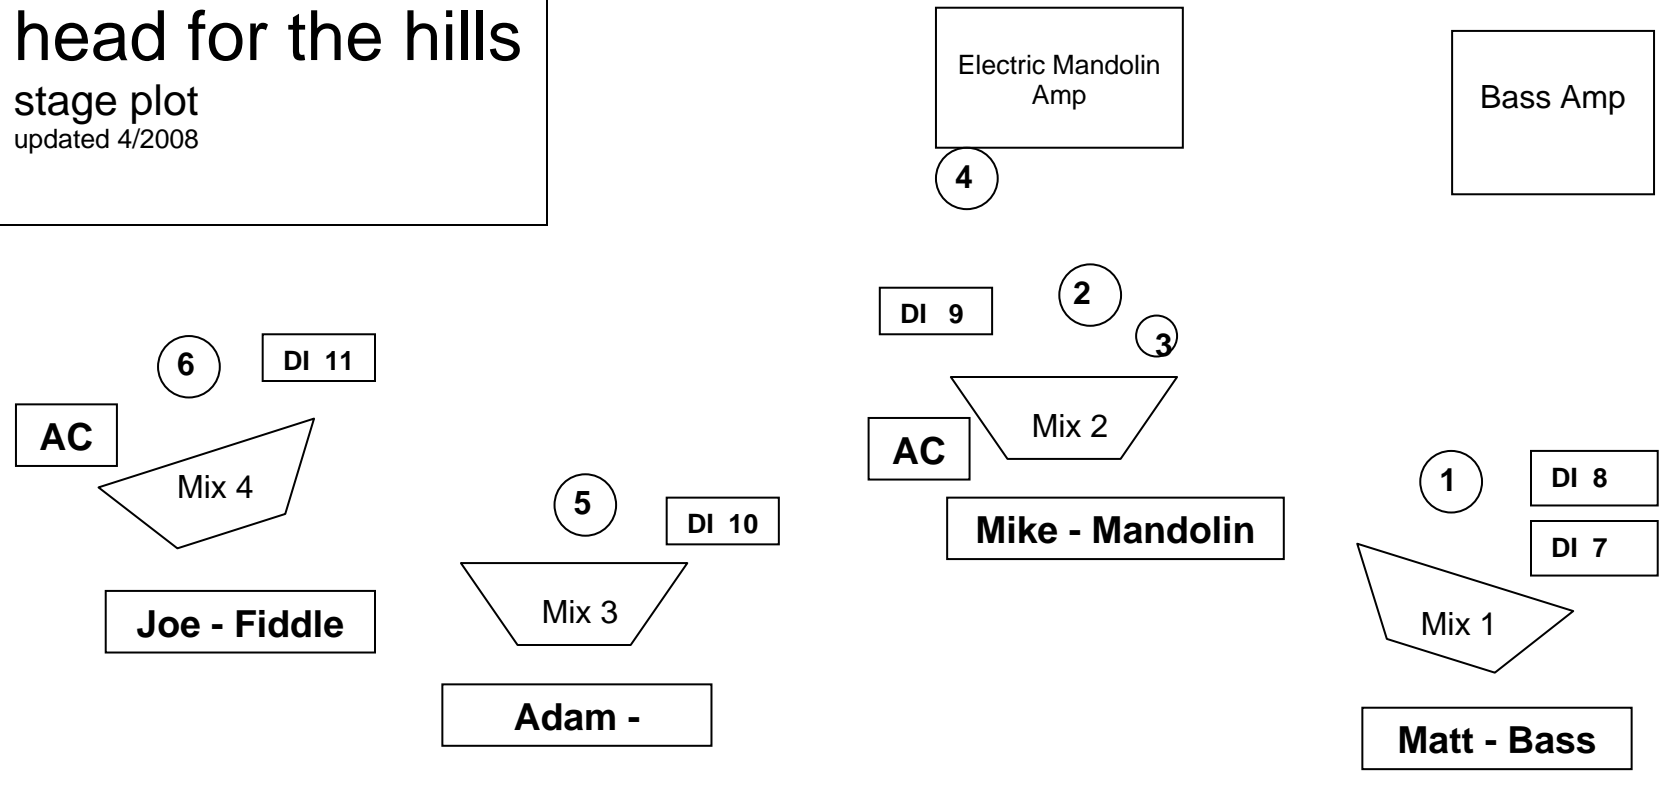 head for the hills
stage plot
updated 4/2008
Electric Mandolin
Amp
Bass Amp
4
2
DI 9
3
6
DI 11
AC
Mix 2
AC
Mix 4
1
DI 8
5
DI 10
Mike - Mandolin
DI 7
Mix 3
Mix 1
Joe - Fiddle
Adam -
Matt - Bass